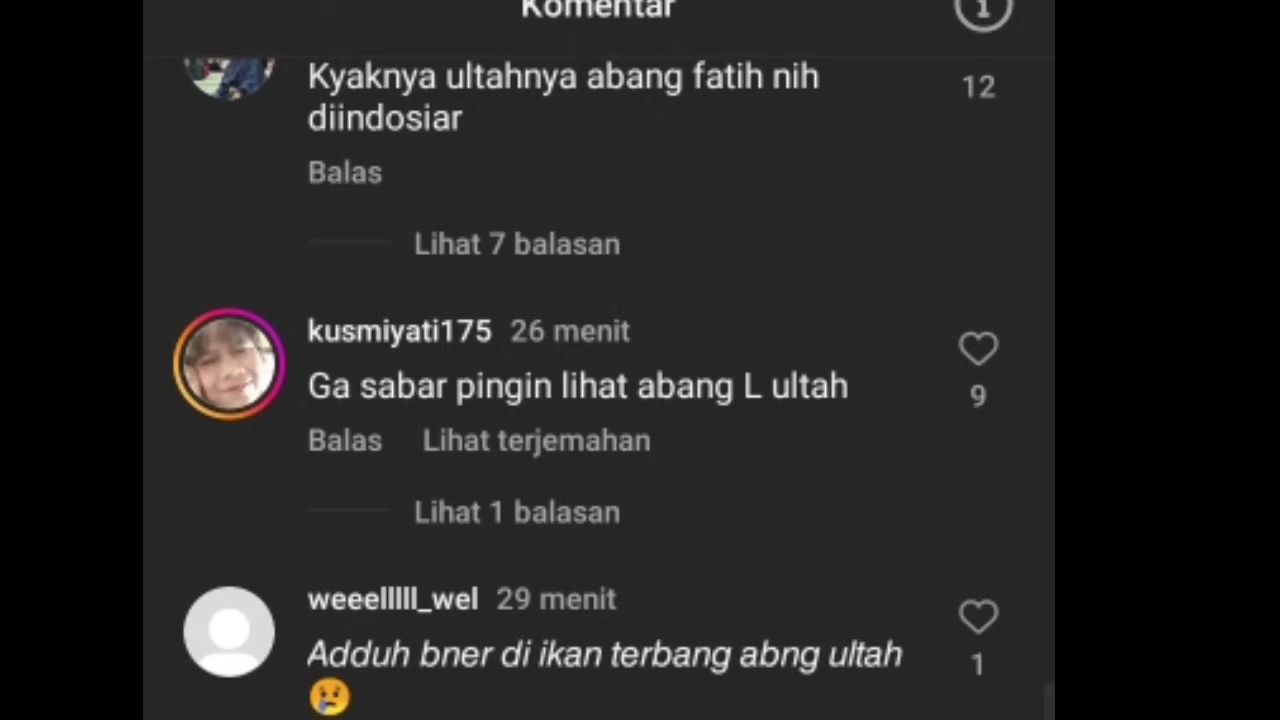 Komentar
Kyaknya ultahnya abang fatih nih
12
diindosiar
Balas
Lihat 7 balasan
kusmiyati175 26 menit
Ga sabar pingin lihat abang L ultah
9
Balas Lihat terjemahan
Lihat 1 balasan
weeelllll_wel 29 menit
Adduh bner di ikan terbang abng ultah
1
😢